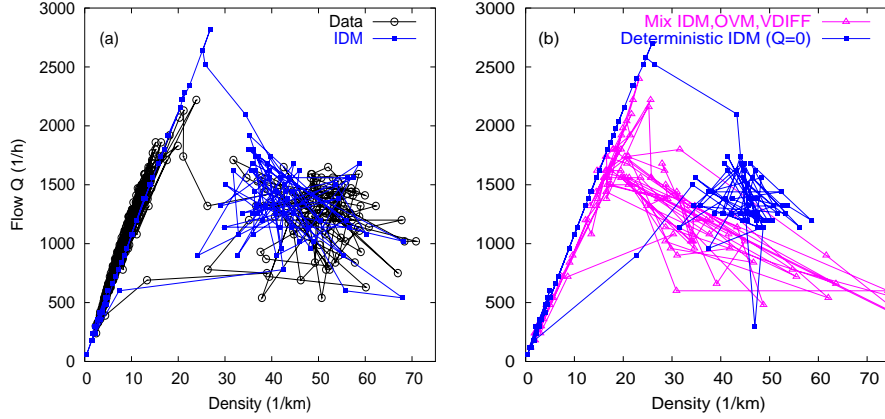 3000
2500
2000
1500
1000
500
0
Flow Q (1/h)
(a)
Data
IDM
0 10 20 30 40 50 60 70
Density (1/km)
3000
2500
2000
1500
1000
500
0
(b)
Mix IDM,OVM,VDIFF
Deterministic IDM (Q=0)
0 10 20 30 40 50 60 70
Density (1/km)